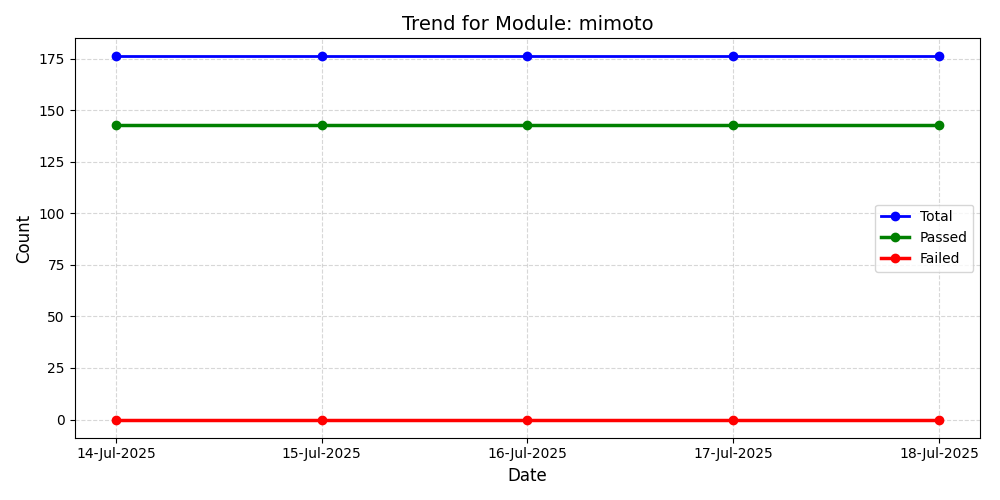 Trend for Module: mimoto
Count
175
150
125
100
75
50
25
0
Total
Passed
Failed
14-Jul-2025 15-Jul-2025 16-Jul-2025 17-Jul-2025 18-Jul-2025
Date